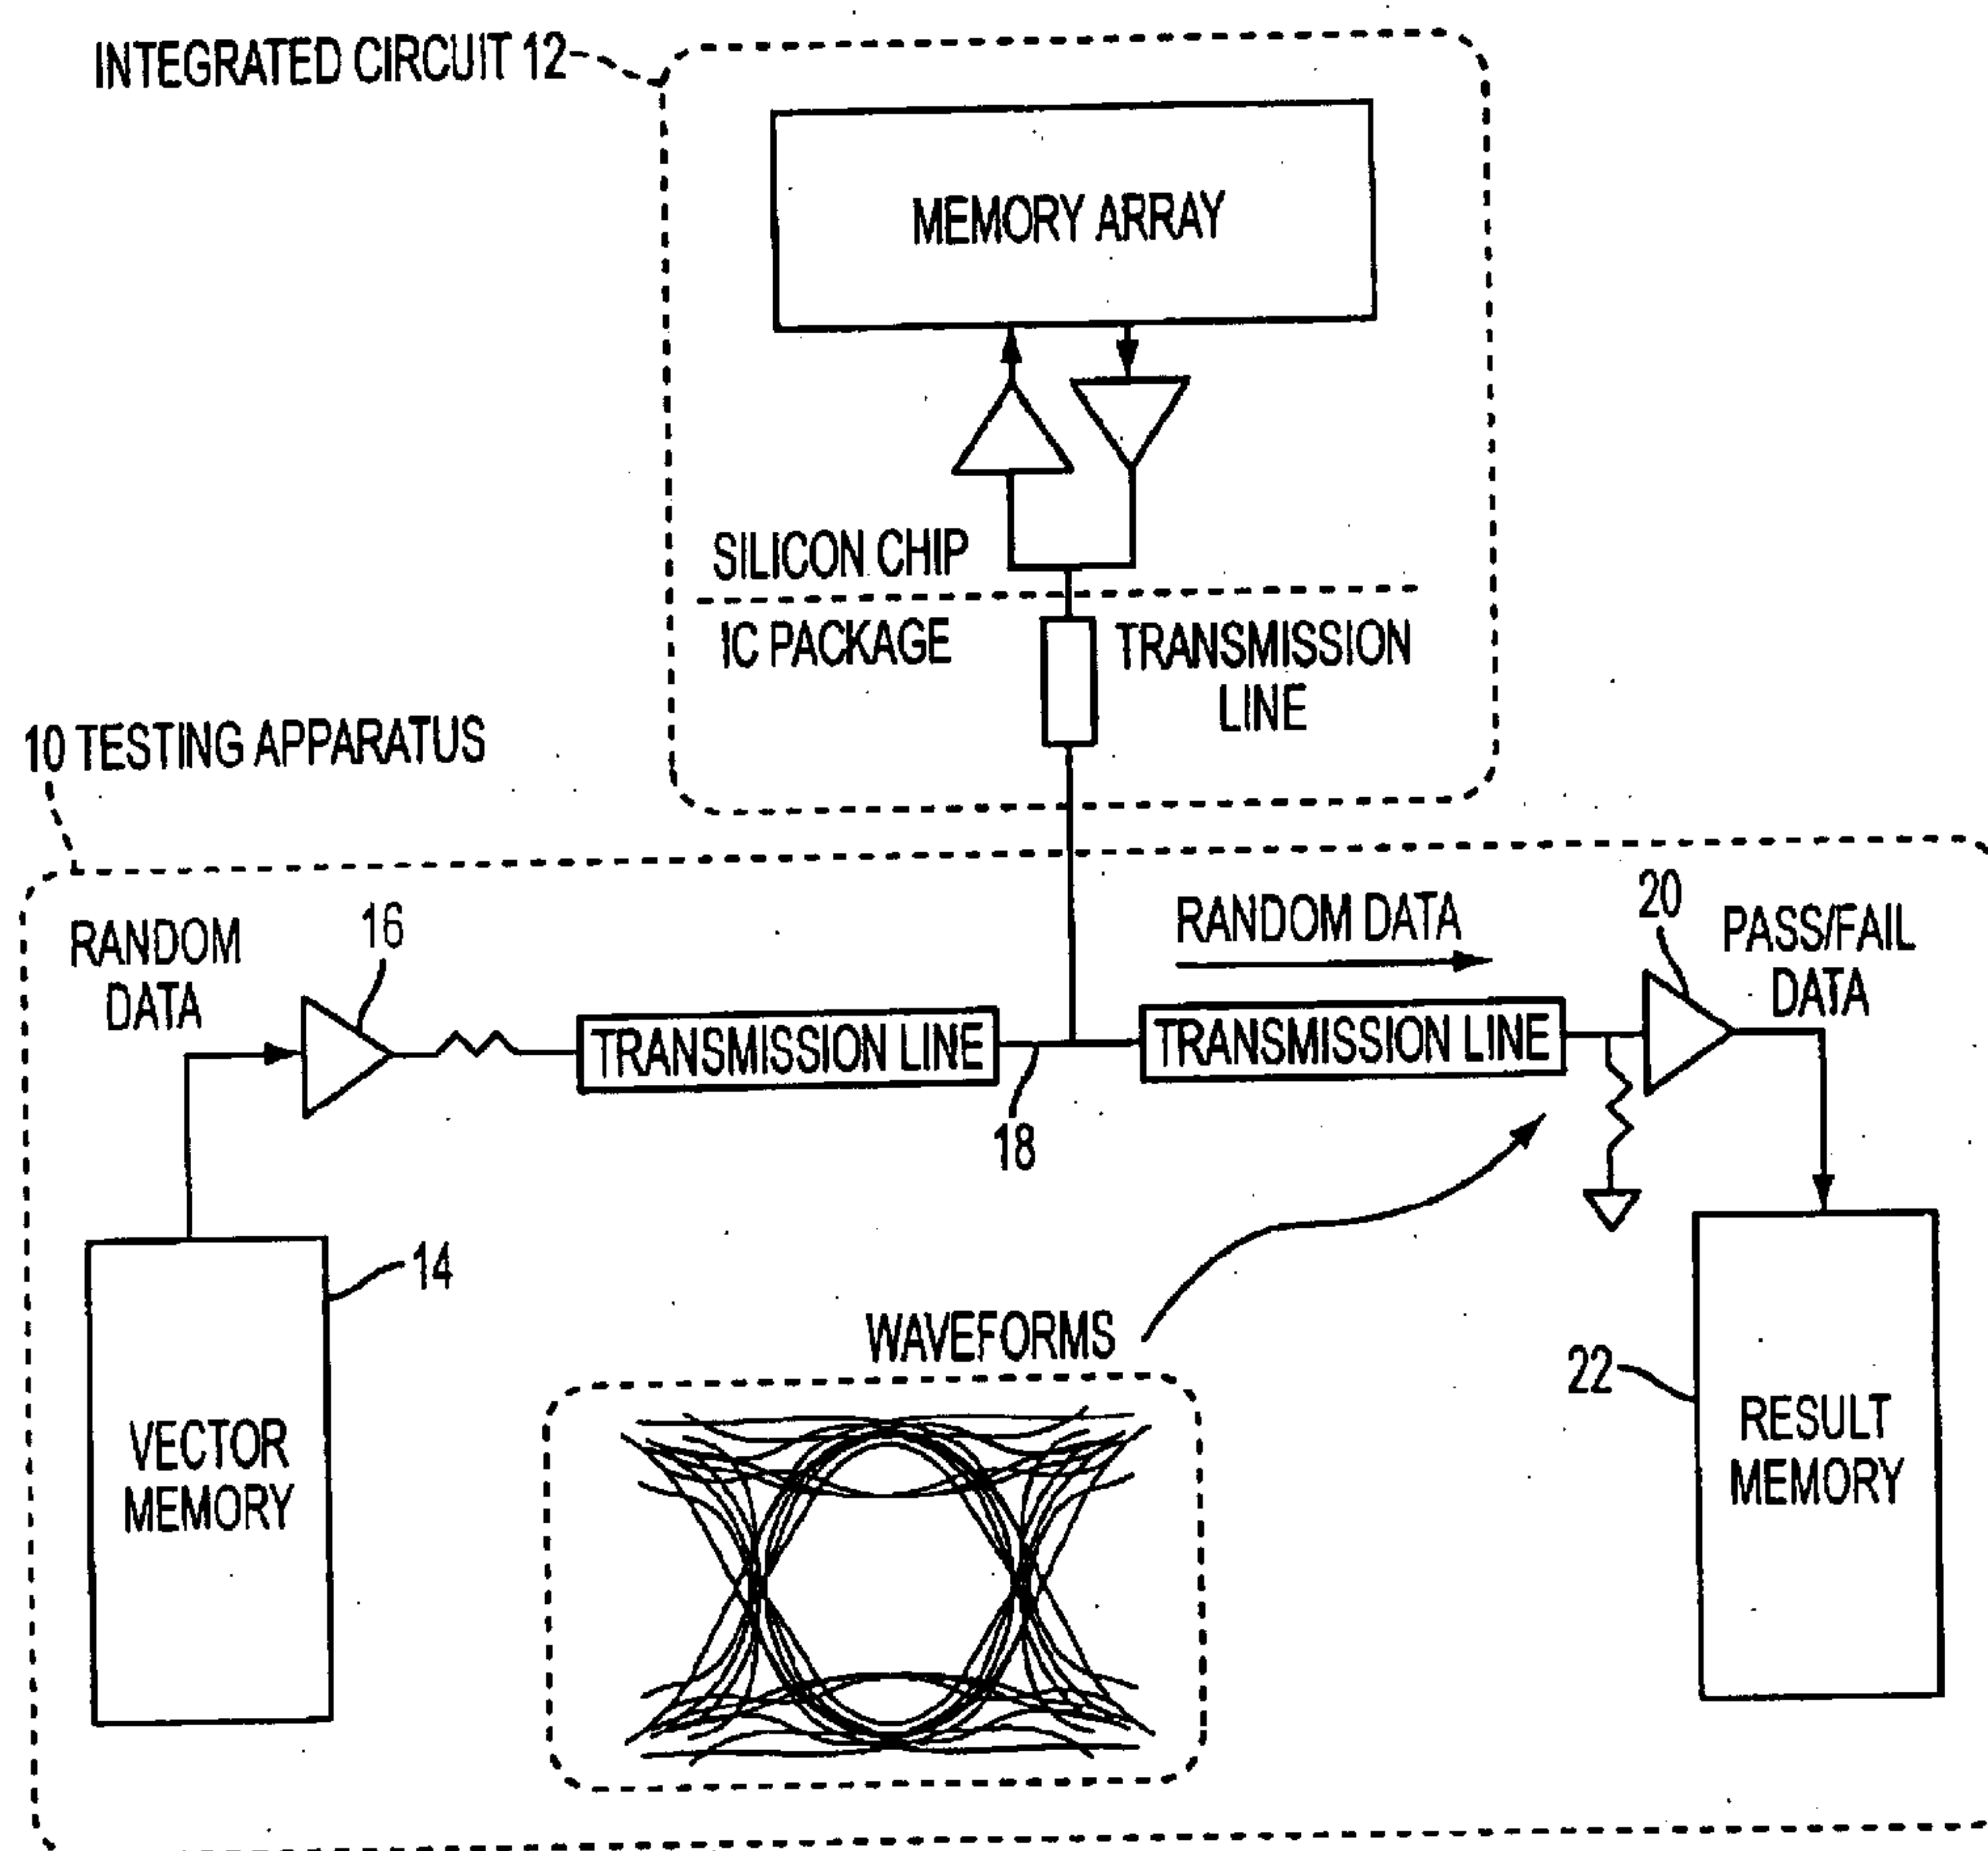 INTEGRATED CIRCUIT 12
MEMORY ARRAY
SILICON CHIP
IC PACKAGE
TRANSMISSION
LINE
10 TESTING APPARATUS
RANDOM
DATA
16
RANDOM DATA
20
PASS/FAIL
DATA
TRANSMISSION LINE
TRANSMISSION LINE
18
14
VECTOR
MEMORY
WAVEFORMS
22
RESULT
MEMORY